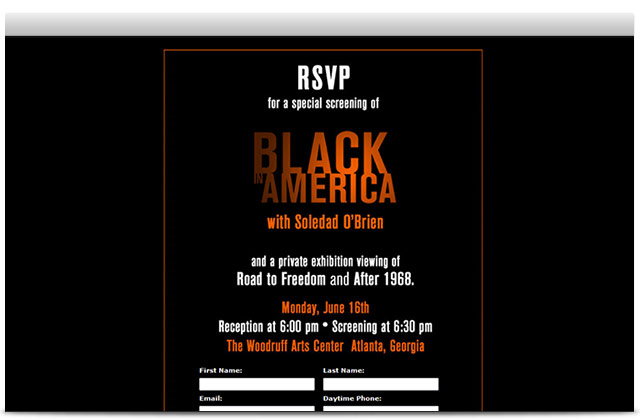 RSVP
for a special screening of
BLACK
IN AMERICA
with Soledad O'Brien
and a private exhibition viewing of
Road to Freedom and After 1968.
Monday, June 16th
Reception at 6:00 pm • Screening at 6:30 pm
The Woodruff Arts Center Atlanta, Georgia
First Name: Last Name:
Email: Daytime Phone: